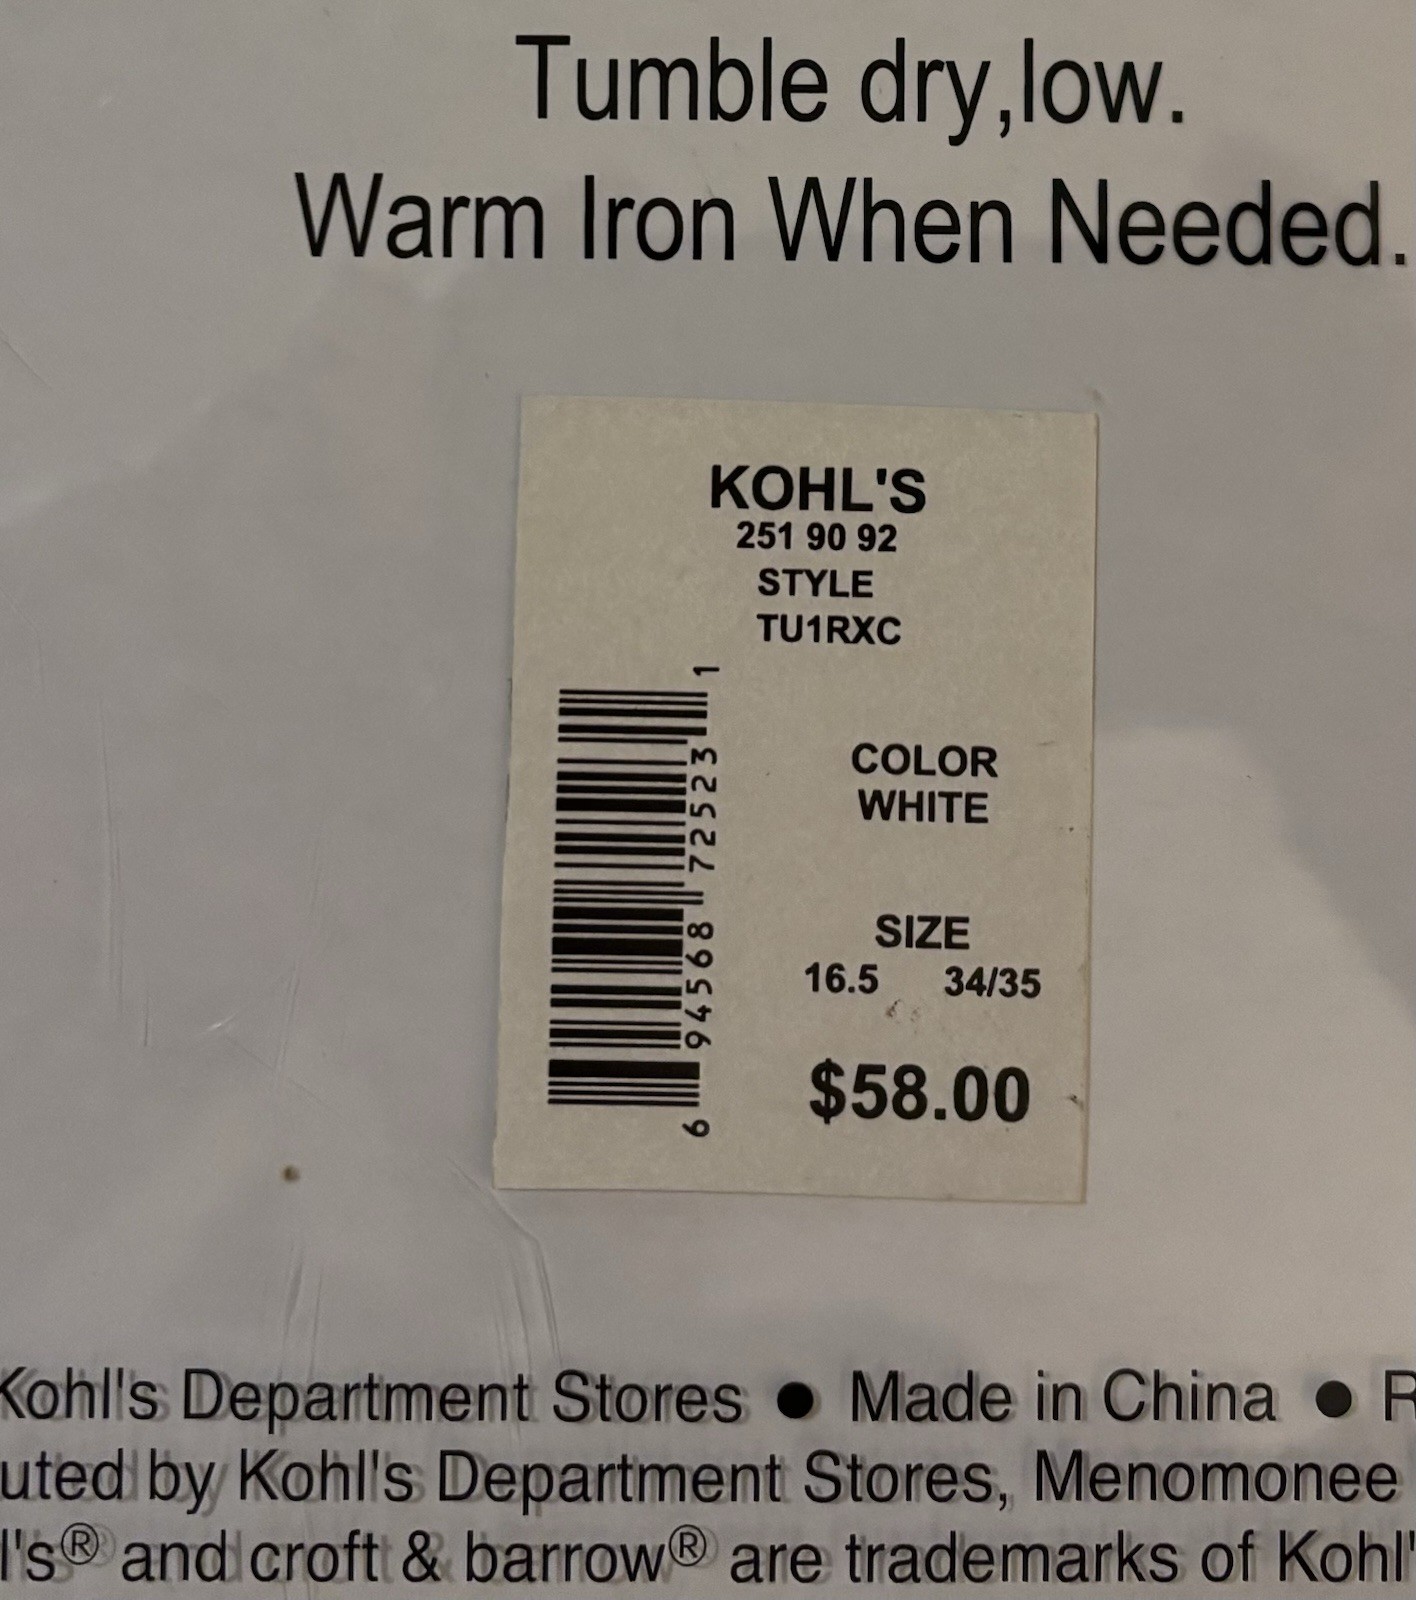 Tumble dry,low.
Warm Iron When Needed.
KOHL'S
251 90 92
STYLE
TU1RXC
6 94568 72523 1
COLOR
WHITE
SIZE
16.5 34/35
$58.00
Kohl's Department Stores ● Made in China ● R
uted by Kohl's Department Stores, Menomonee
l's® and croft & barrow® are trademarks of Kohl'